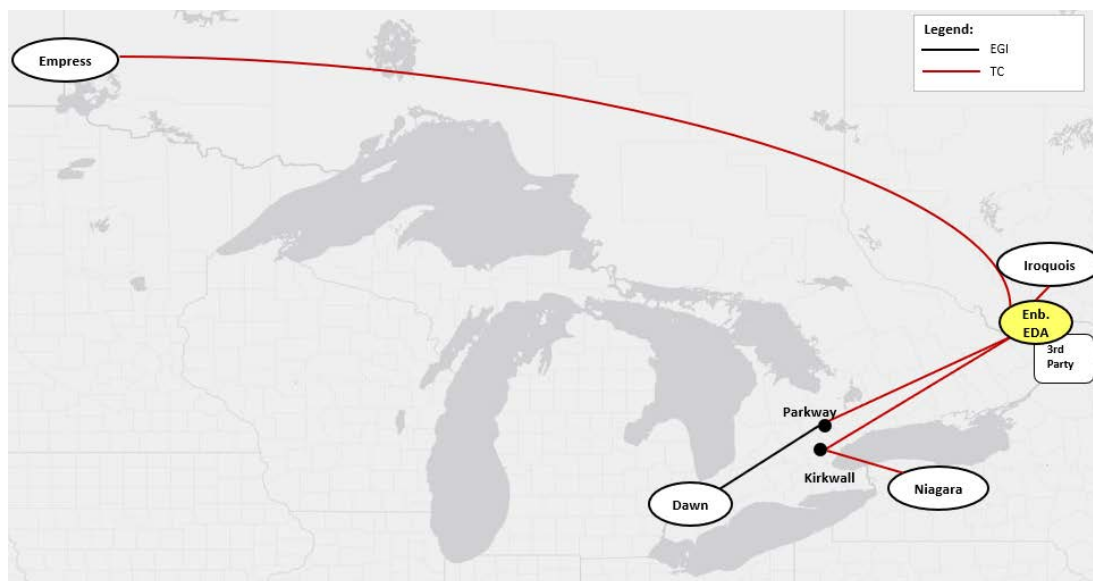 Legend:
EGI
TC
Empress
Iroquois
Enb.
EDA
3rd
Party
Parkway
Kirkwall
Dawn
Niagara